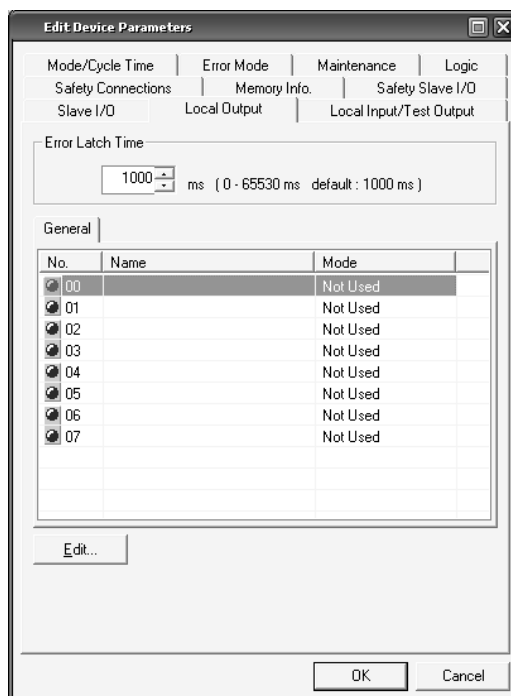 Edit Device Parameters
Mode/Cycle Time Error Mode Maintenance Logic
Safety Connections Memory Info. Safety Slave I/O
Slave I/O Local Output Local Input/Test Output
Error Latch Time
1000 ms ( 0 - 65530 ms default : 1000 ms )
General
No. Name Mode
00 Not Used
01 Not Used
02 Not Used
03 Not Used
04 Not Used
05 Not Used
06 Not Used
07 Not Used
Edit...
OK Cancel